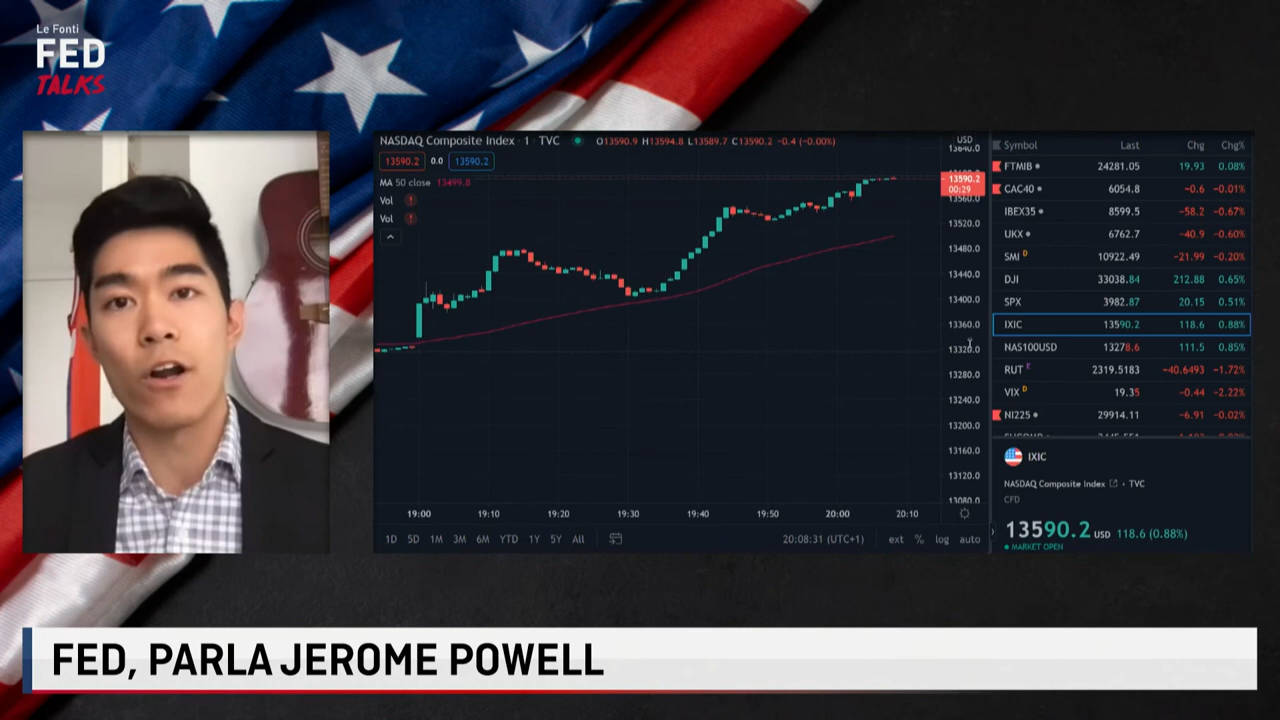 Le Fonti
FED
TALKS
NASDAQ Composite Index · 1 · TVC O13590.9 H13594.8 L13589.7 C13590.2 -0.4 (-0.00%)
13590.2 0.0 13590.2
MA 50 close 13499.8
Vol
Vol
USD
13640.0
13590.2
00:29
13560.0
13520.0
13480.0
13440.0
13400.0
13360.0
13320.0
13280.0
13240.0
13200.0
13160.0
13120.0
13080.0
19:00 19:10 19:20 19:30 19:40 19:50 20:00 20:10
1D 5D 1M 3M 6M YTD 1Y 5Y All 20:08:31 (UTC+1) ext % log auto
Symbol Last Chg Chg%
FTMIB 24281.05 19.93 0.08%
CAC40 6054.8 -0.6 -0.01%
IBEX35 8599.5 -58.2 -0.67%
UKX 6762.7 -40.9 -0.60%
SMI D 10922.49 -21.99 -0.20%
DJI 33038.84 212.88 0.65%
SPX 3982.87 20.15 0.51%
IXIC 13590.2 118.6 0.88%
NAS100USD 13278.6 111.5 0.85%
RUT E 2319.5183 -40.6493 -1.72%
VIX D 19.35 -0.44 -2.22%
NI225 29914.11 -6.91 -0.02%
IXIC
NASDAQ Composite Index · TVC
CFD
13590.2 USD 118.6 (0.88%)
MARKET OPEN
FED, PARLA JEROME POWELL